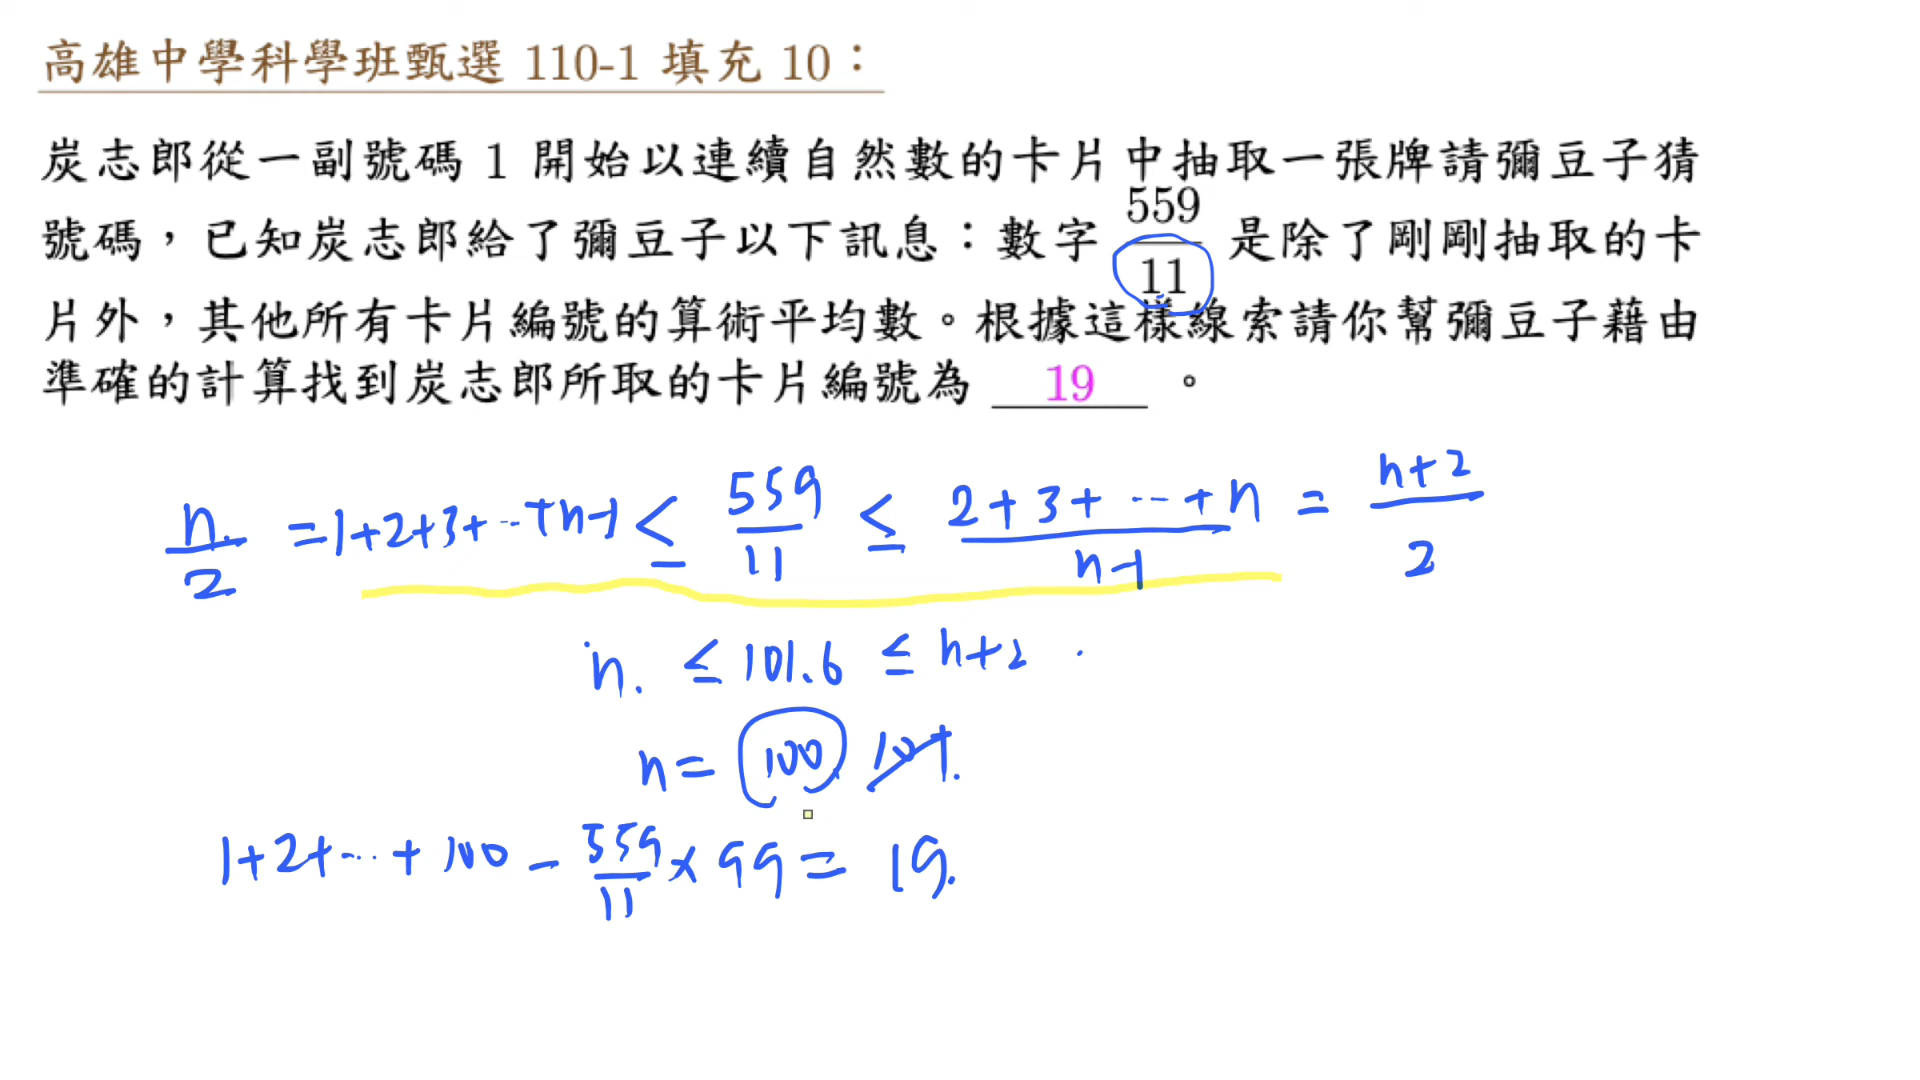 高雄中學科學班甄選 110-1 填充 10：
炭志郎從一副號碼 1 開始以連續自然數的卡片中抽取一張牌請彌豆子猜
號碼，已知炭志郎給了彌豆子以下訊息：數字 559/11 是除了剛剛抽取的卡
片外，其他所有卡片編號的算術平均數。根據這樣線索請你幫彌豆子藉由
準確的計算找到炭志郎所取的卡片編號為 19 。
n/2 = 1+2+3+...+n-1 ≤ 559/11 ≤ (2+3+...+n)/(n-1) = (n+2)/2
n. ≤ 101.6 ≤ n+2 .
n = 100 101.
1+2+...+100 - 559/11 × 99 = 19.